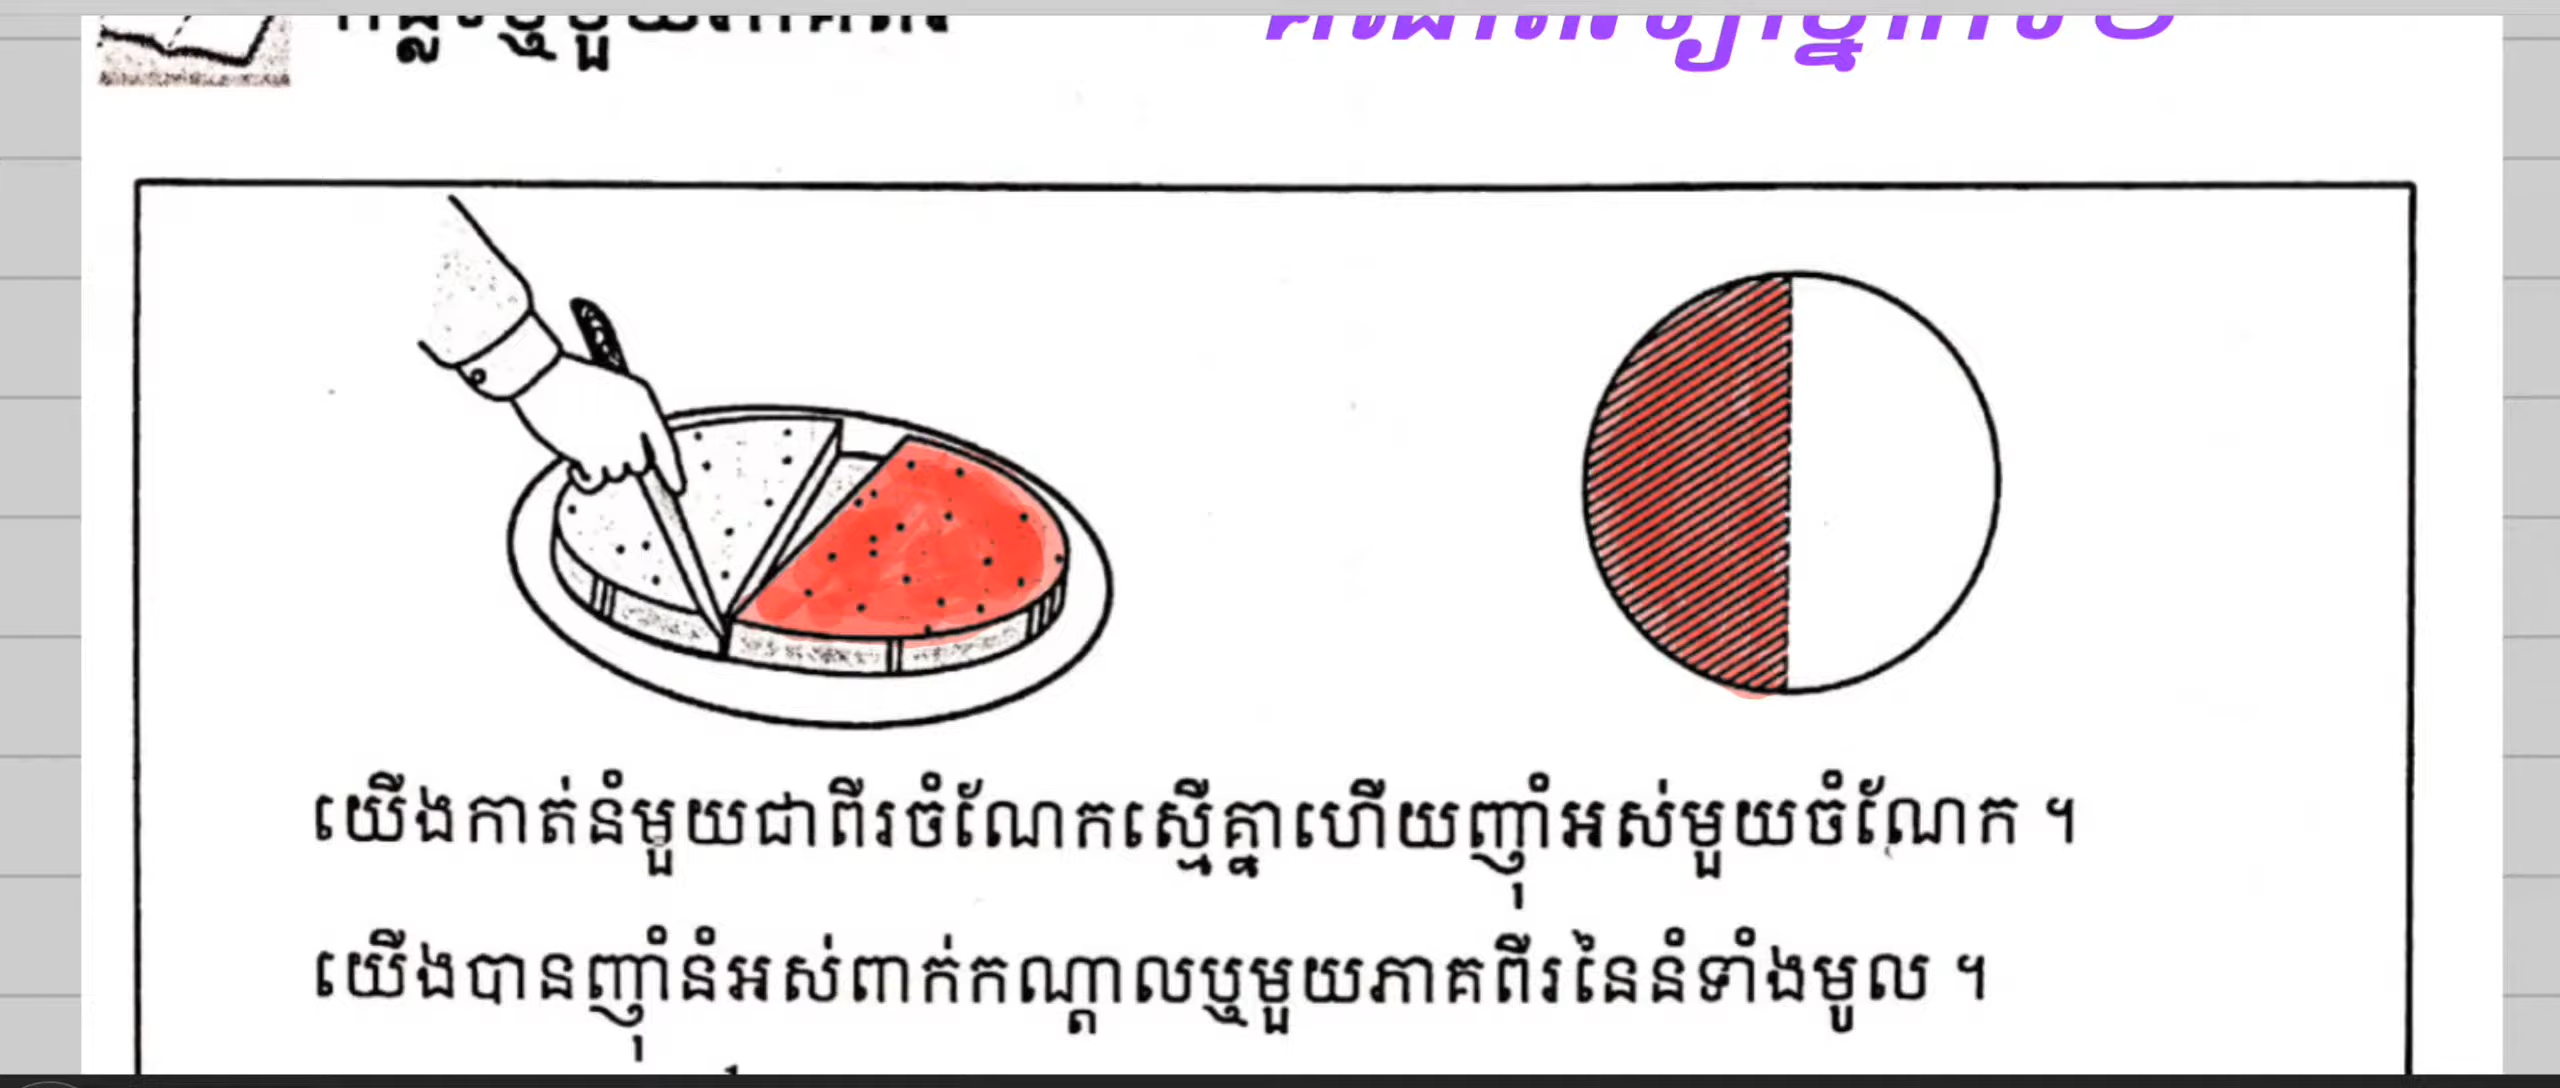 យើងកាត់នំមួយជាពីរចំណែកស្មើគ្នាហើយញ៉ាំអស់មួយចំណែក ។
យើងបានញ៉ាំនំអស់ពាក់កណ្តាលឬមួយភាគពីរនៃនំទាំងមូល ។